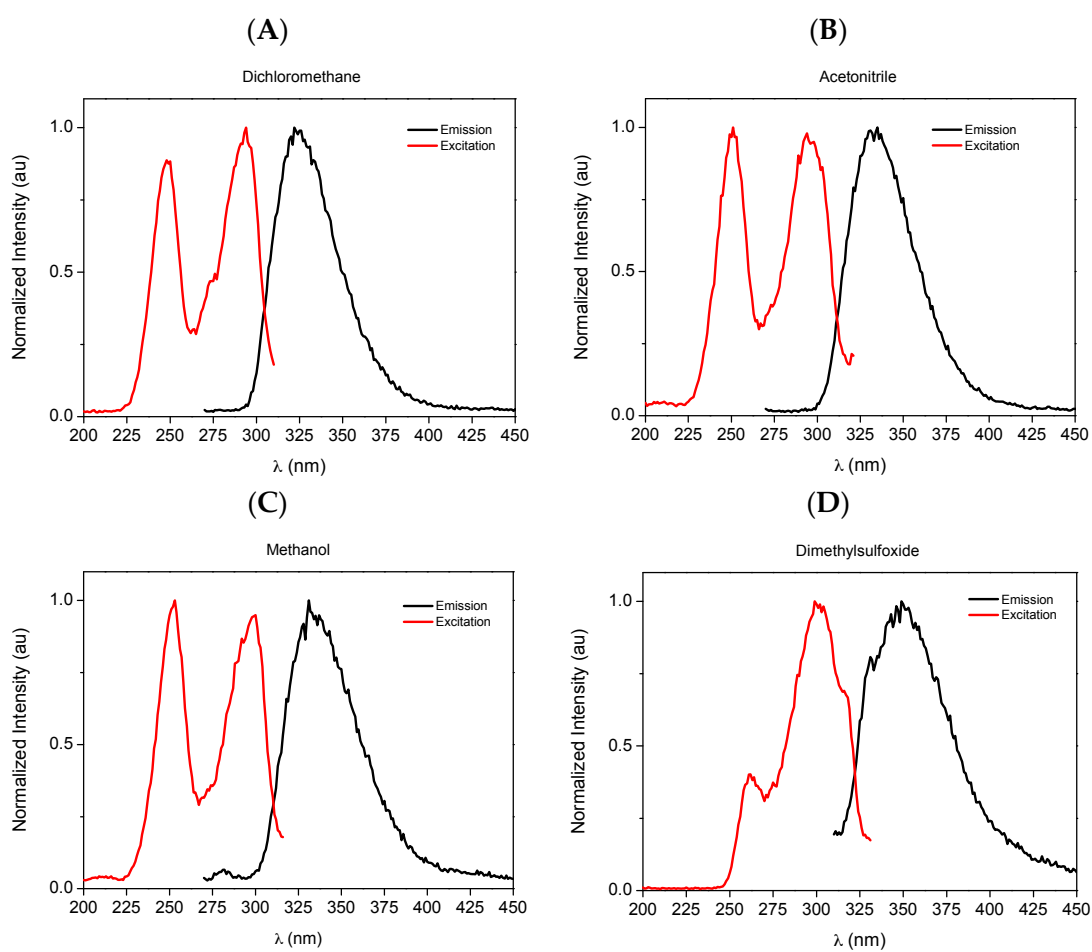 (A)
Dichloromethane
Normalized Intensity (au)
1.0
0.5
0.0
Emission
Excitation
200 225 250 275 300 325 350 375 400 425 450
λ (nm)
(B)
Acetonitrile
Normalized Intensity (au)
1.0
0.5
0.0
Emission
Excitation
200 225 250 275 300 325 350 375 400 425 450
λ (nm)
(C)
Methanol
Normalized Intensity (au)
1.0
0.5
0.0
Emission
Excitation
200 225 250 275 300 325 350 375 400 425 450
λ (nm)
(D)
Dimethylsulfoxide
Normalized Intensity (au)
1.0
0.5
0.0
Emission
Excitation
200 225 250 275 300 325 350 375 400 425 450
λ (nm)